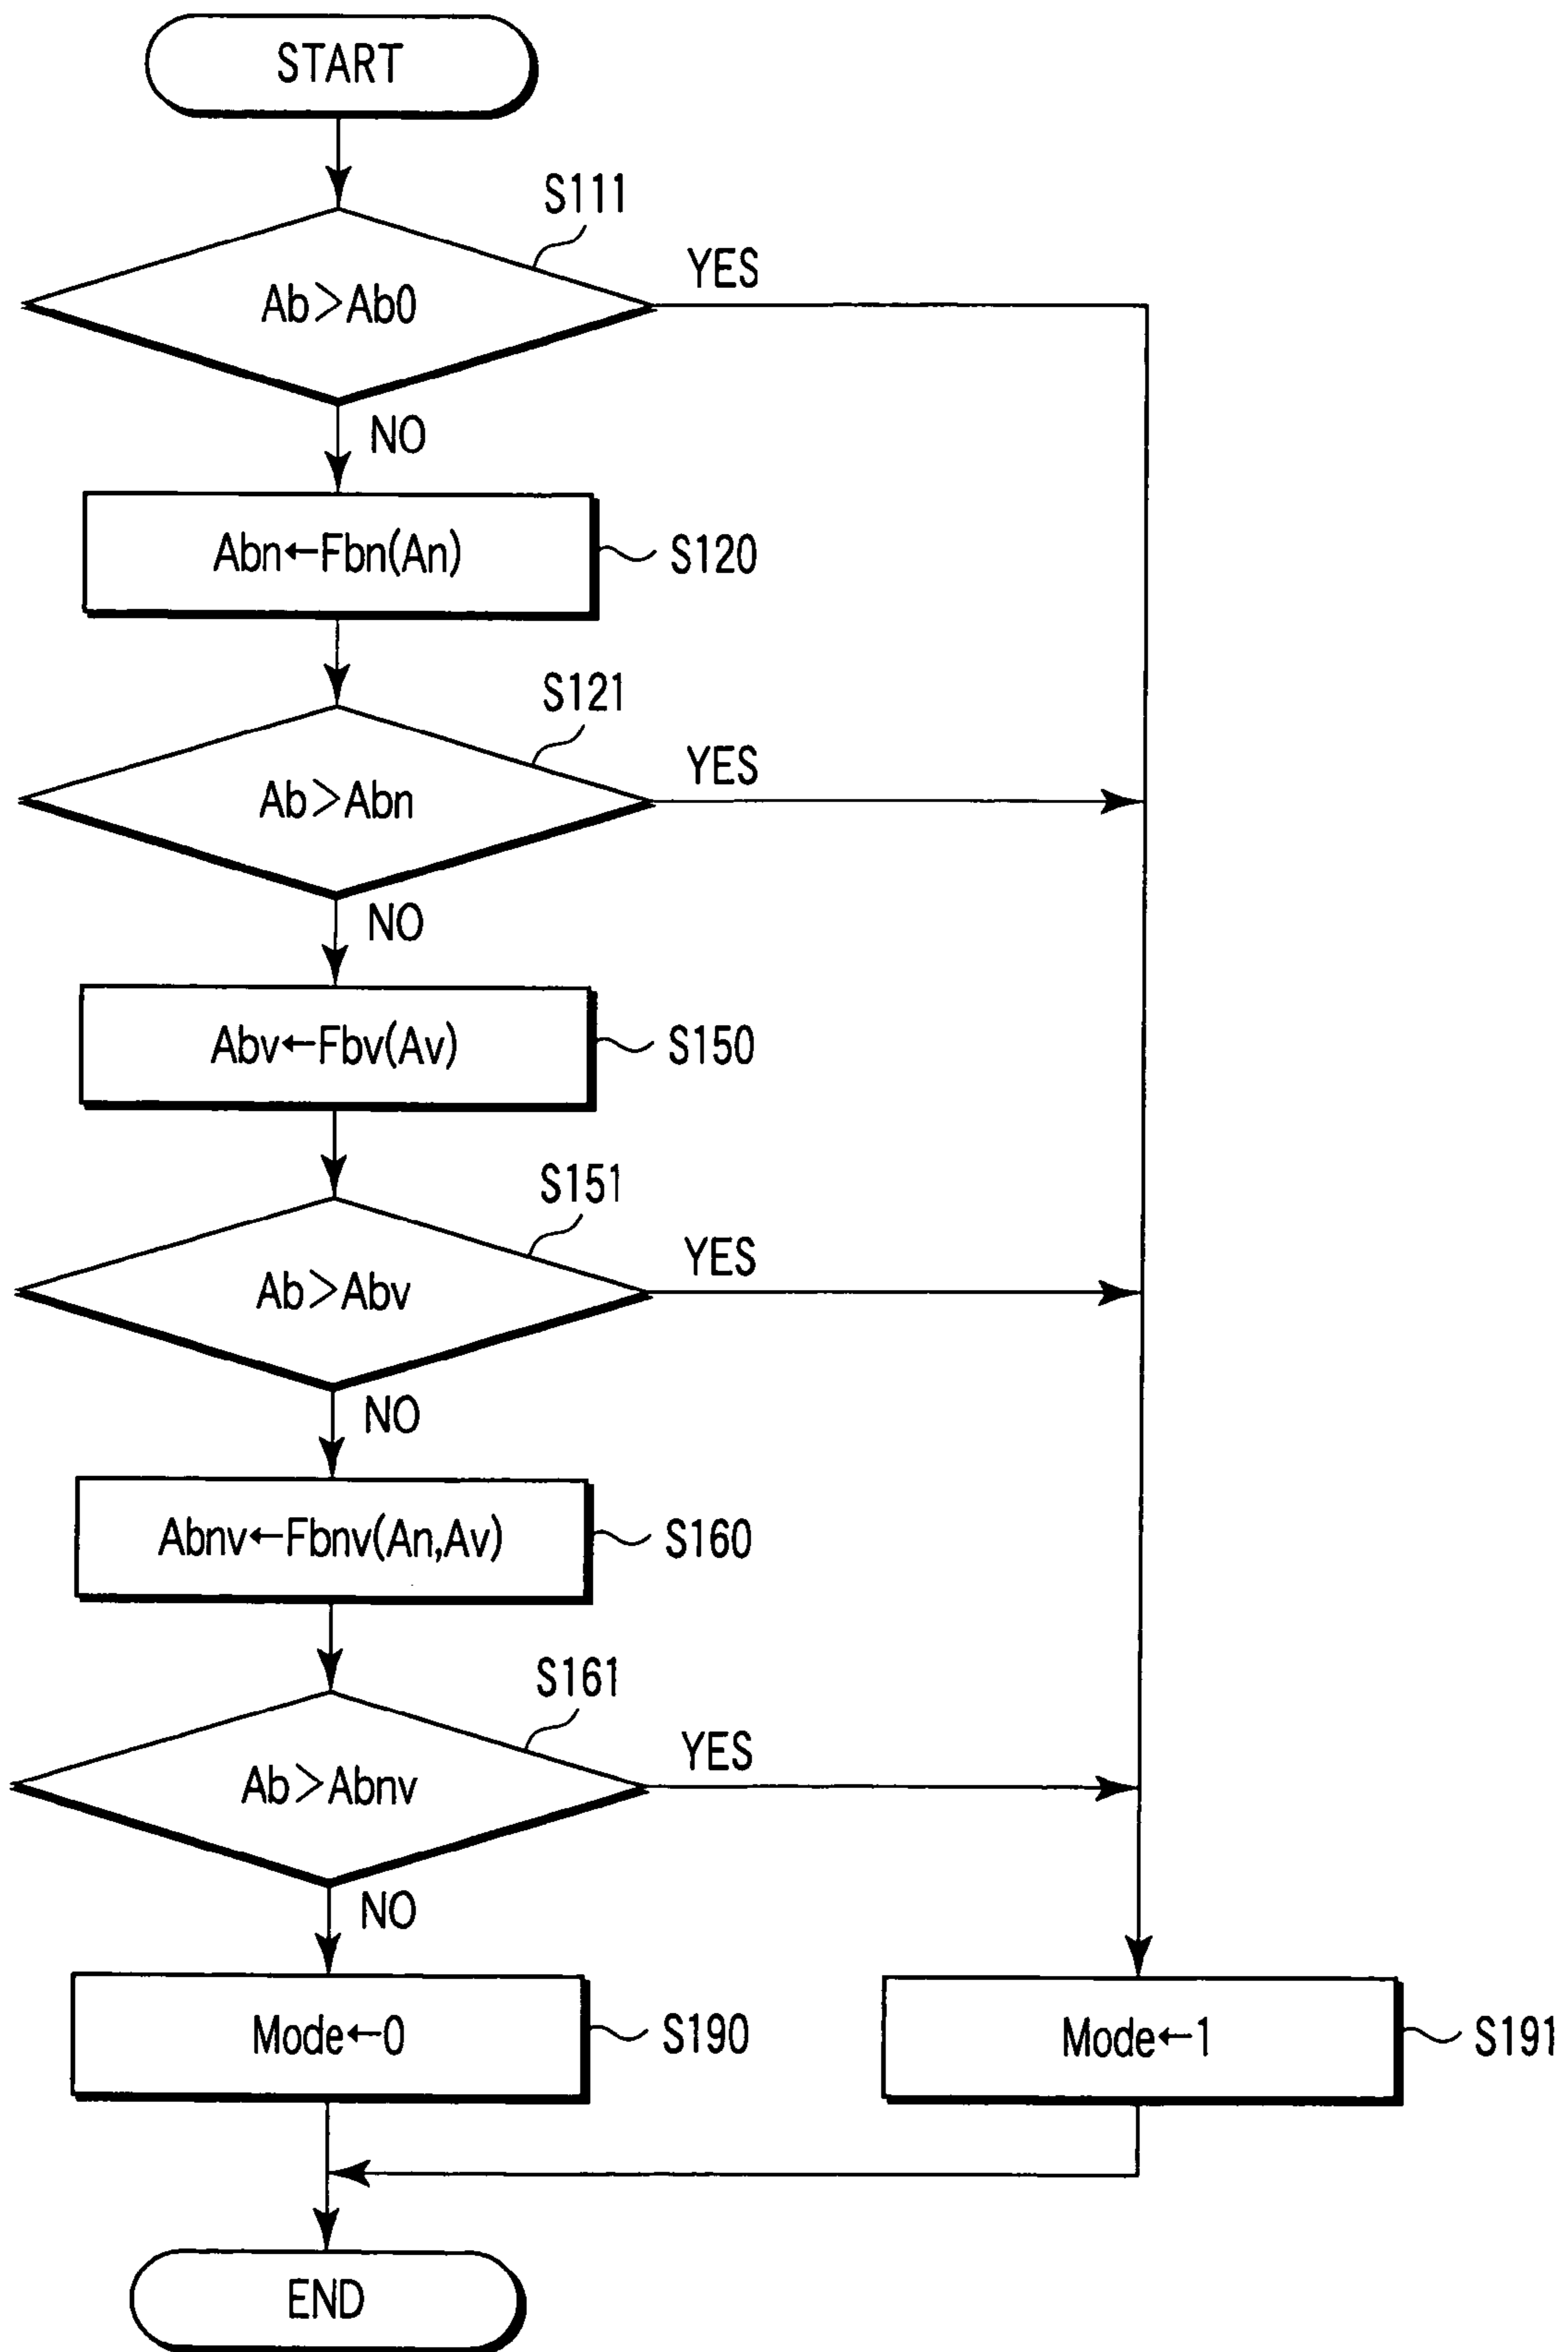 START
S111
YES
Ab>Ab0
NO
Abn←Fbn(An)
S120
S121
YES
Ab>Abn
NO
Abv←Fbv(Av)
S150
S151
YES
Ab>Abv
NO
Abnv←Fbnv(An,Av)
S160
S161
YES
Ab>Abnv
NO
Mode←0
S190
Mode←1
S191
END